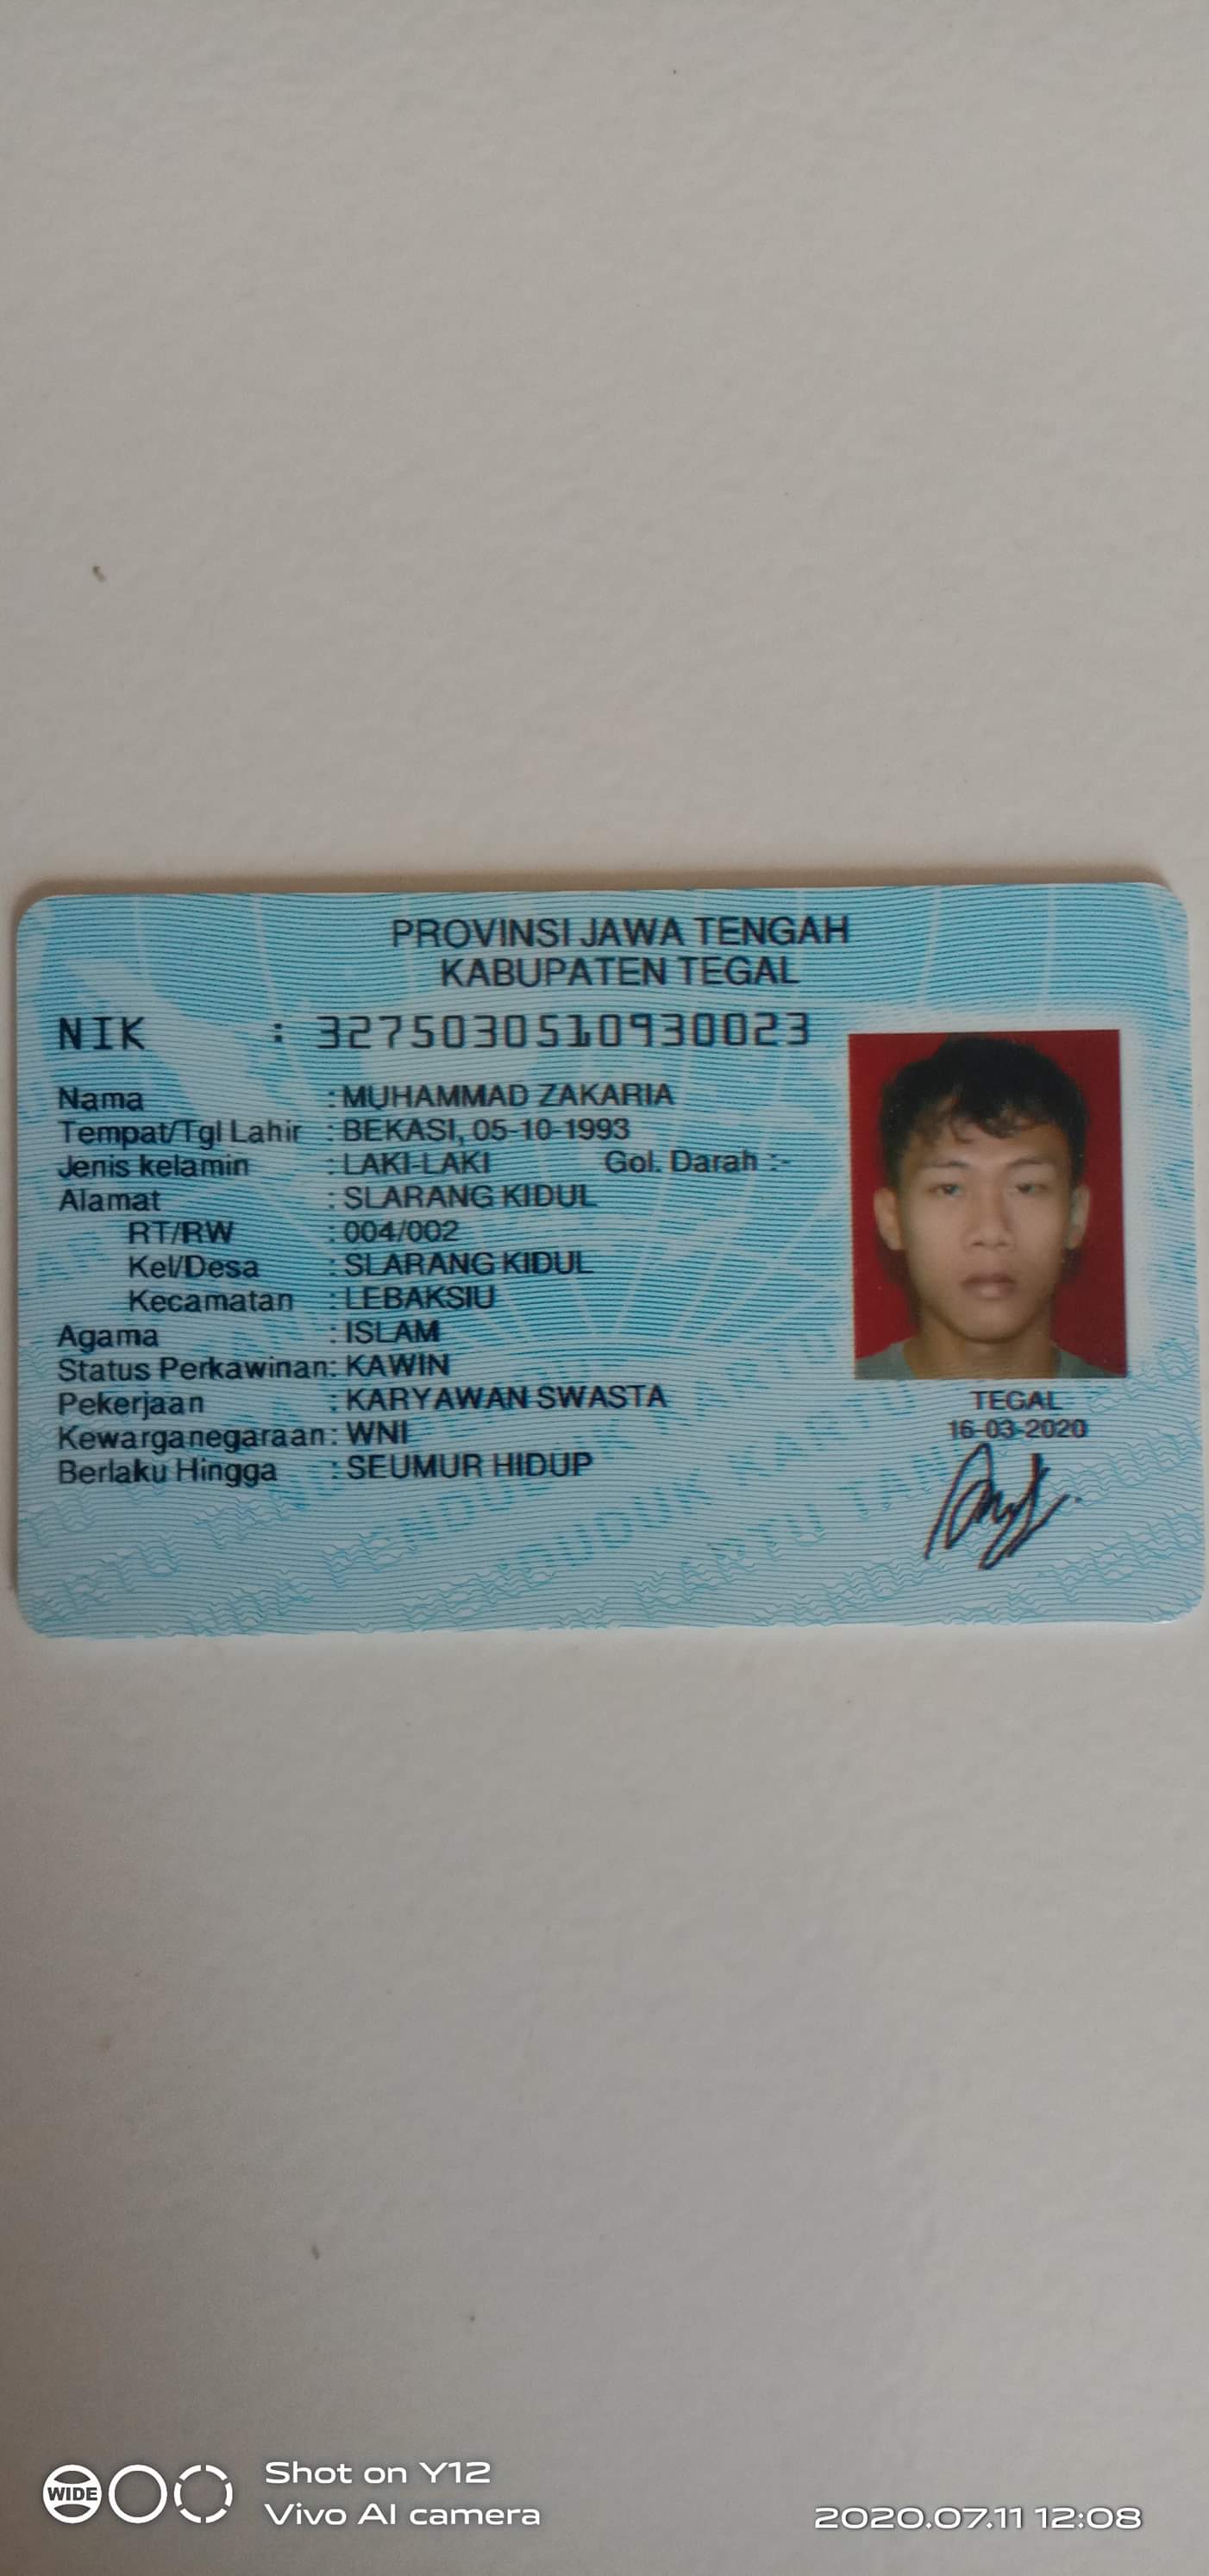 PROVINSI JAWA TENGAH
KABUPATEN TEGAL
NIK : 3275030510930023
Nama : MUHAMMAD ZAKARIA
Tempat/Tgl Lahir : BEKASI, 05-10-1993
Jenis kelamin : LAKI-LAKI Gol. Darah :-
Alamat : SLARANG KIDUL
RT/RW : 004/002
Kel/Desa : SLARANG KIDUL
Kecamatan : LEBAKSIU
Agama : ISLAM
Status Perkawinan: KAWIN
Pekerjaan : KARYAWAN SWASTA
Kewarganegaraan: WNI
Berlaku Hingga : SEUMUR HIDUP
TEGAL
16-03-2020
WIDE
Shot on Y12
Vivo AI camera
2020.07.11 12:08